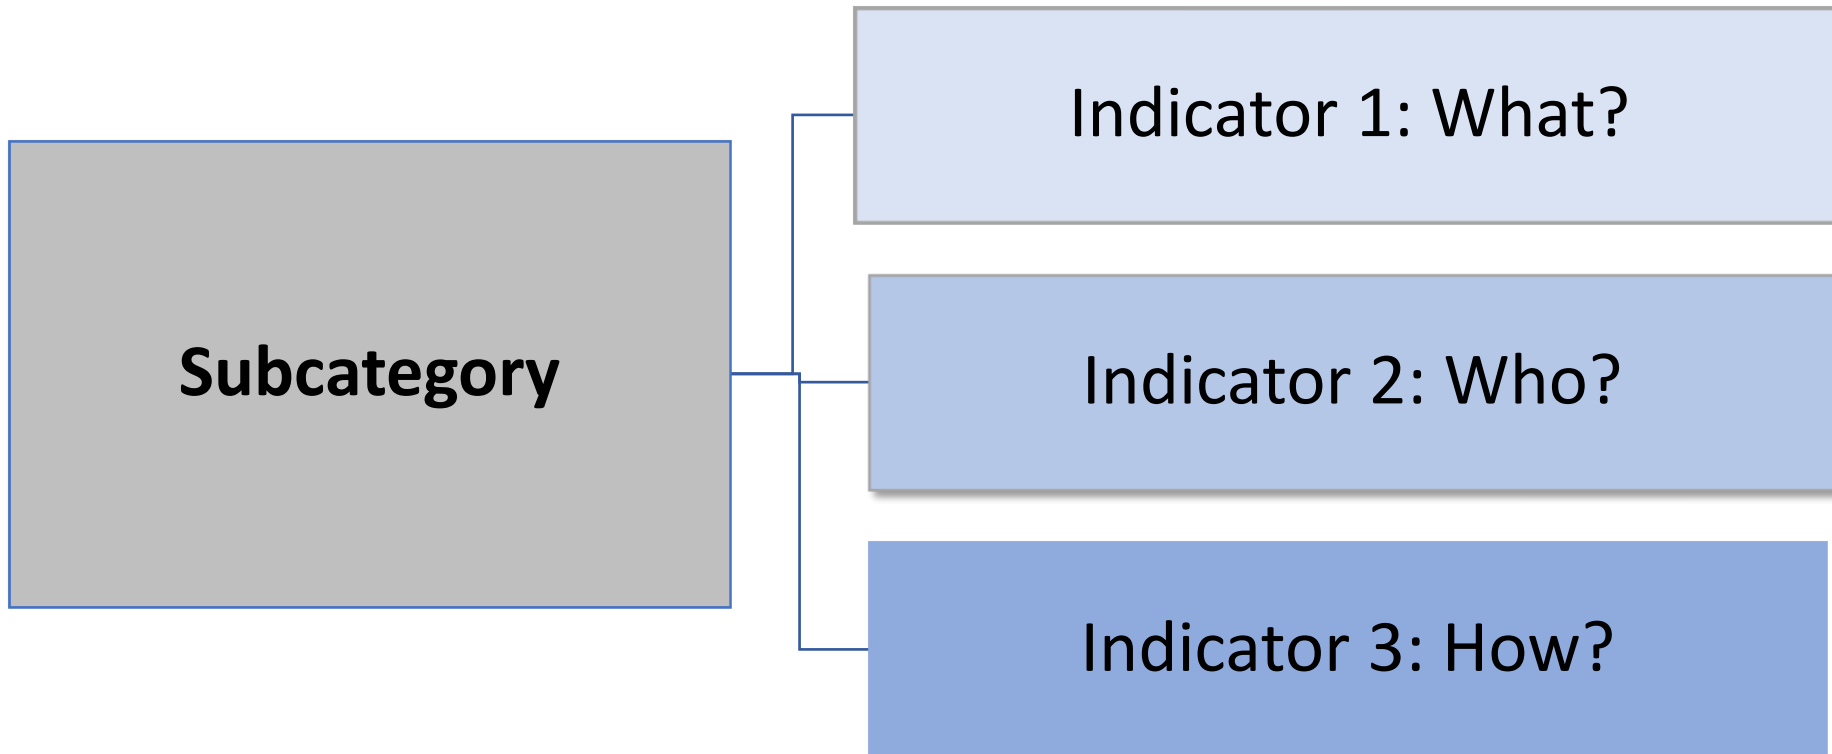 Subcategory
Indicator 1: What?
Indicator 2: Who?
Indicator 3: How?